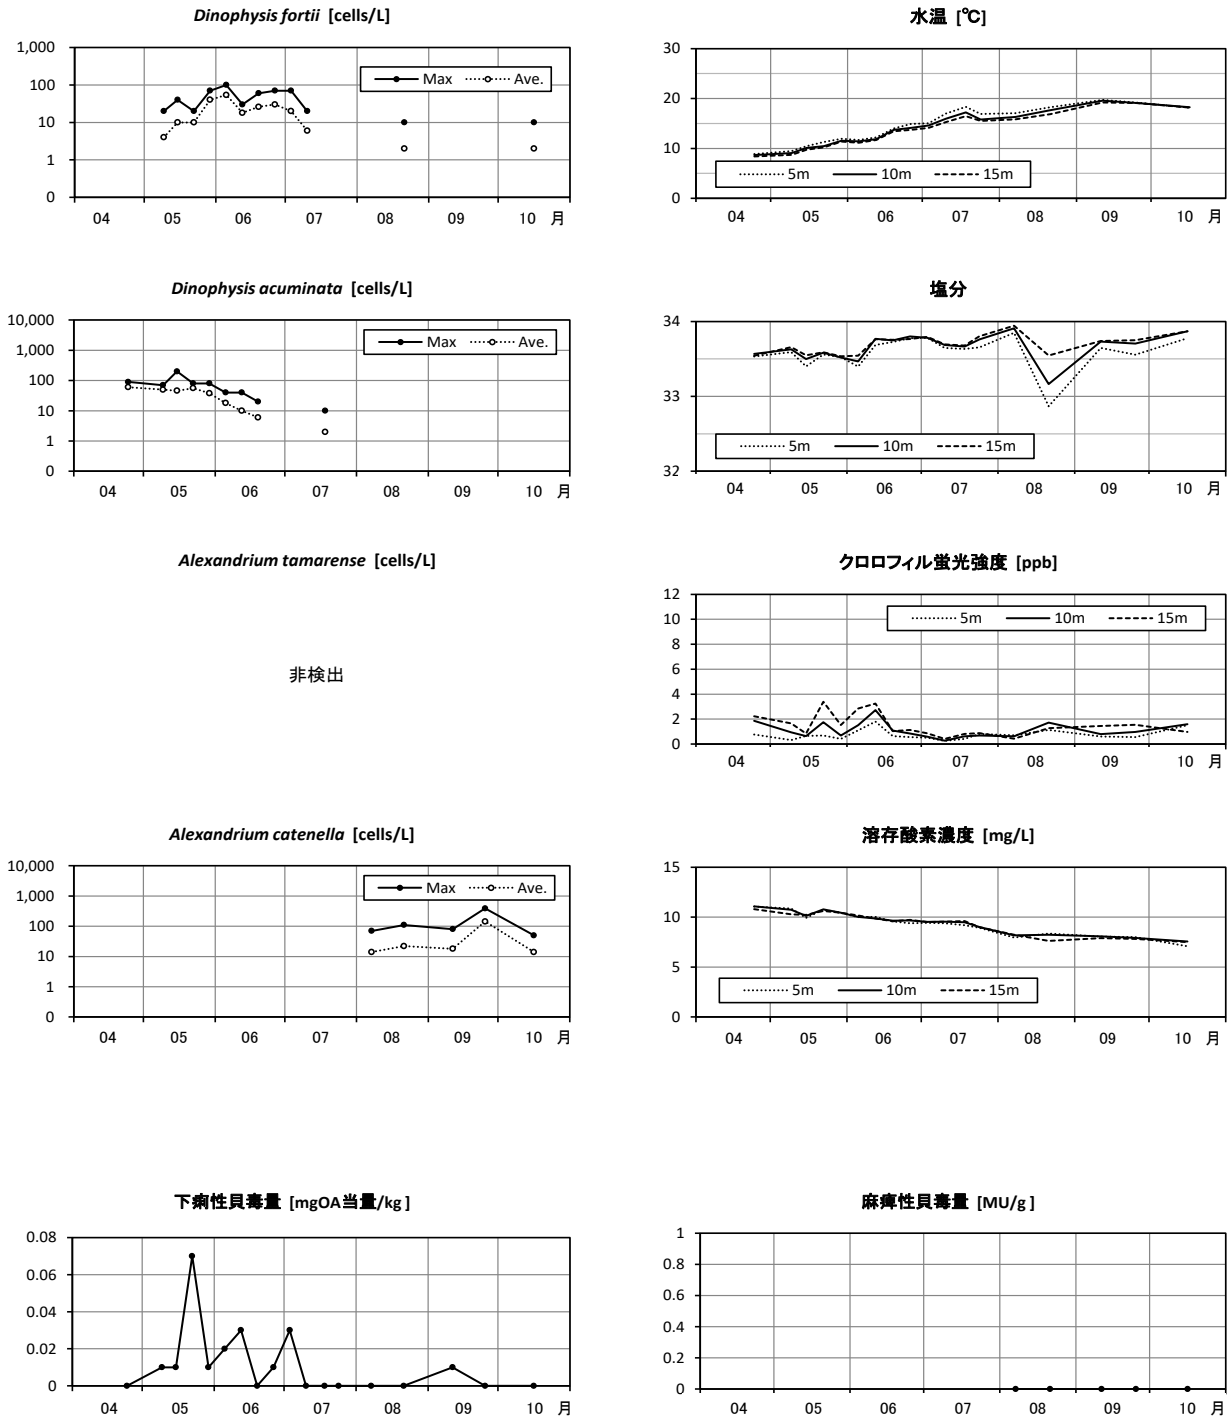 Dinophysis fortii [cells/L]
1,000
100
10
1
0
Max Ave.
04 05 06 07 08 09 10 月
水温 [℃]
30
20
10
0
5m 10m 15m
04 05 06 07 08 09 10 月
Dinophysis acuminata [cells/L]
10,000
1,000
100
10
1
0
Max Ave.
04 05 06 07 08 09 10 月
塩分
34
33
32
5m 10m 15m
04 05 06 07 08 09 10 月
Alexandrium tamarense [cells/L]
非検出
クロロフィル蛍光強度 [ppb]
12
10
8
6
4
2
0
5m 10m 15m
04 05 06 07 08 09 10 月
Alexandrium catenella [cells/L]
10,000
1,000
100
10
1
0
Max Ave.
04 05 06 07 08 09 10 月
溶存酸素濃度 [mg/L]
15
10
5
0
5m 10m 15m
04 05 06 07 08 09 10 月
下痢性貝毒量 [mgOA当量/kg ]
0.08
0.06
0.04
0.02
0
04 05 06 07 08 09 10 月
麻痺性貝毒量 [MU/g ]
1
0.8
0.6
0.4
0.2
0
04 05 06 07 08 09 10 月